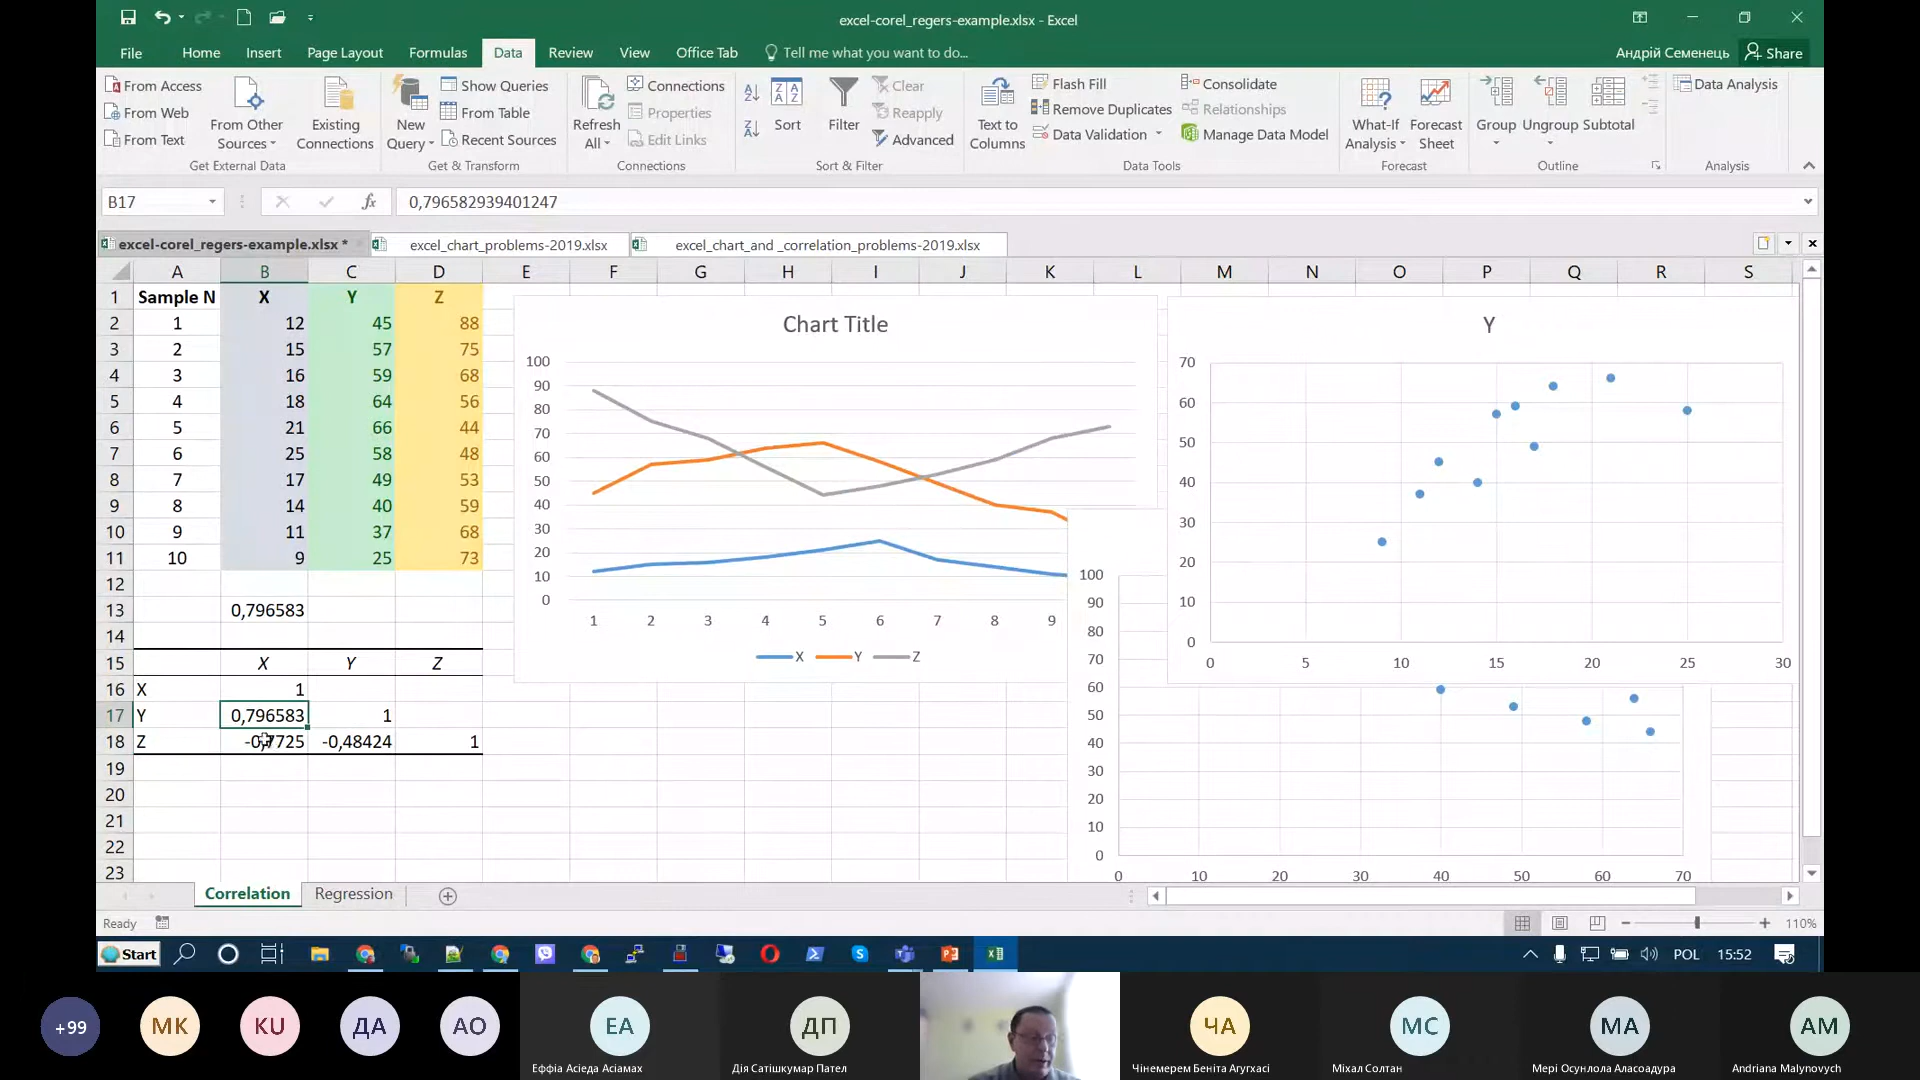 excel-corel_regers-example.xlsx - Excel
File Home Insert Page Layout Formulas Data Review View Office Tab Tell me what you want to do... Андрій Семенець Share
From Access
From Web
From Text
From Other Sources
Existing Connections
Get External Data
New Query
Show Queries
From Table
Recent Sources
Get & Transform
Refresh All
Connections
Properties
Edit Links
Connections
Sort
Filter
Clear
Reapply
Advanced
Sort & Filter
Text to Columns
Flash Fill
Remove Duplicates
Data Validation
Consolidate
Relationships
Manage Data Model
Data Tools
What-If Analysis
Forecast Sheet
Forecast
Group
Ungroup
Subtotal
Outline
Data Analysis
Analysis
B17 fx 0,796582939401247
excel-corel_regers-example.xlsx * excel_chart_problems-2019.xlsx excel_chart_and _correlation_problems-2019.xlsx
A B C D E F G H I J K L M N O P Q R S
1 Sample N X Y Z
2 1 12 45 88
3 2 15 57 75
4 3 16 59 68
5 4 18 64 56
6 5 21 66 44
7 6 25 58 48
8 7 17 49 53
9 8 14 40 59
10 9 11 37 68
11 10 9 25 73
12
13 0,796583
14
15 X Y Z
16 X 1
17 Y 0,796583 1
18 Z -0,7725 -0,48424 1
19
20
21
22
23
Chart Title
100
90
80
70
60
50
40
30
20
10
0
1 2 3 4 5 6 7 8 9
X Y Z
Y
70
60
50
40
30
20
10
0
0 5 10 15 20 25 30
100
90
80
70
60
50
40
30
20
10
0
0 10 20 30 40 50 60 70
Correlation Regression
Ready 110%
Start POL 15:52
+99 МК KU ДА АО ЕА ДП ЧА МС МА AM
Еффіа Асієда Асіамах Дія Сатішкумар Пател Чінемерем Беніта Агугхасі Міхал Солтан Мері Осунлола Аласоадура Andriana Malynovych